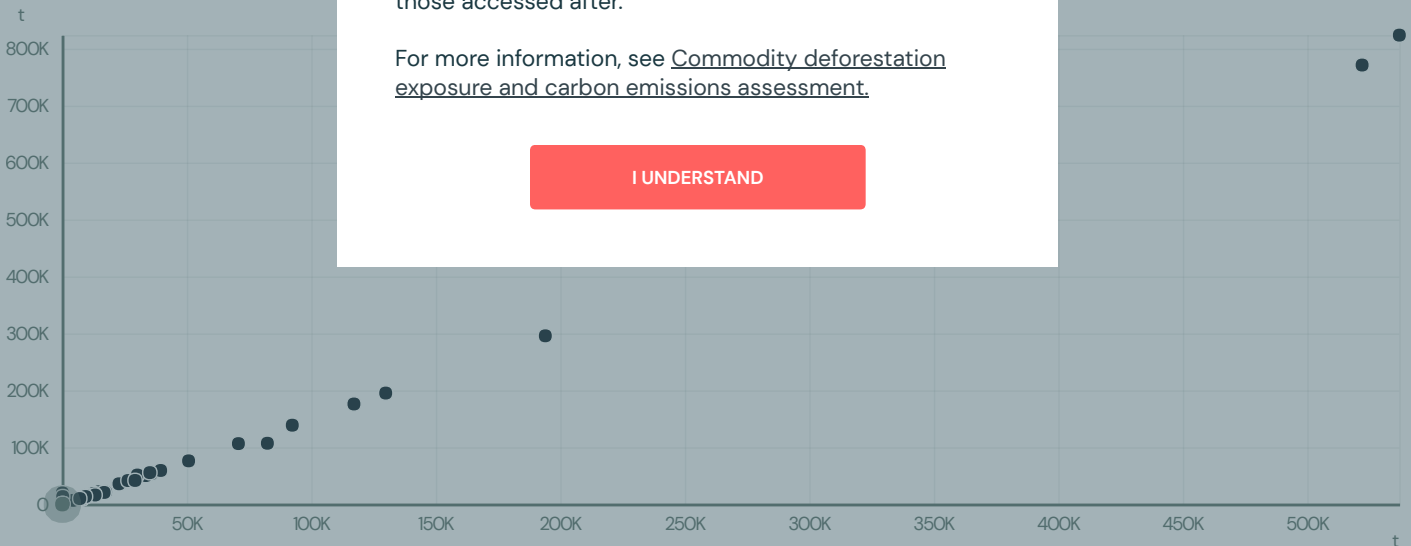 those accessed after.
t
For more information, see Commodity deforestation
exposure and carbon emissions assessment.
I UNDERSTAND
800K
700K
600K
500K
400K
300K
200K
100K
0
50K 100K 150K 200K 250K 300K 350K 400K 450K 500K
t